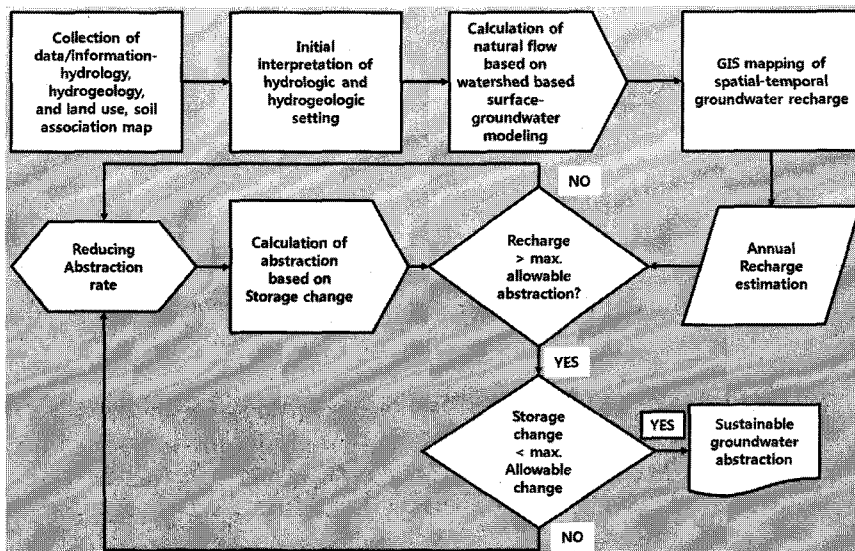 Collection of
data/information-
hydrology,
hydrogeology,
and land use, soil
association map
Initial
interpretation of
hydrologic and
hydrogeologic
setting
Calculation of
natural flow
based on
watershed based
surface-
groundwater
modeling
GIS mapping of
spatial-temporal
groundwater recharge
NO
Reducing
Abstraction
rate
Calculation of
abstraction
based on
Storage change
Recharge
> max.
allowable
abstraction?
Annual
Recharge
estimation
YES
Storage
change
< max.
Allowable
change
YES
Sustainable
groundwater
abstraction
NO